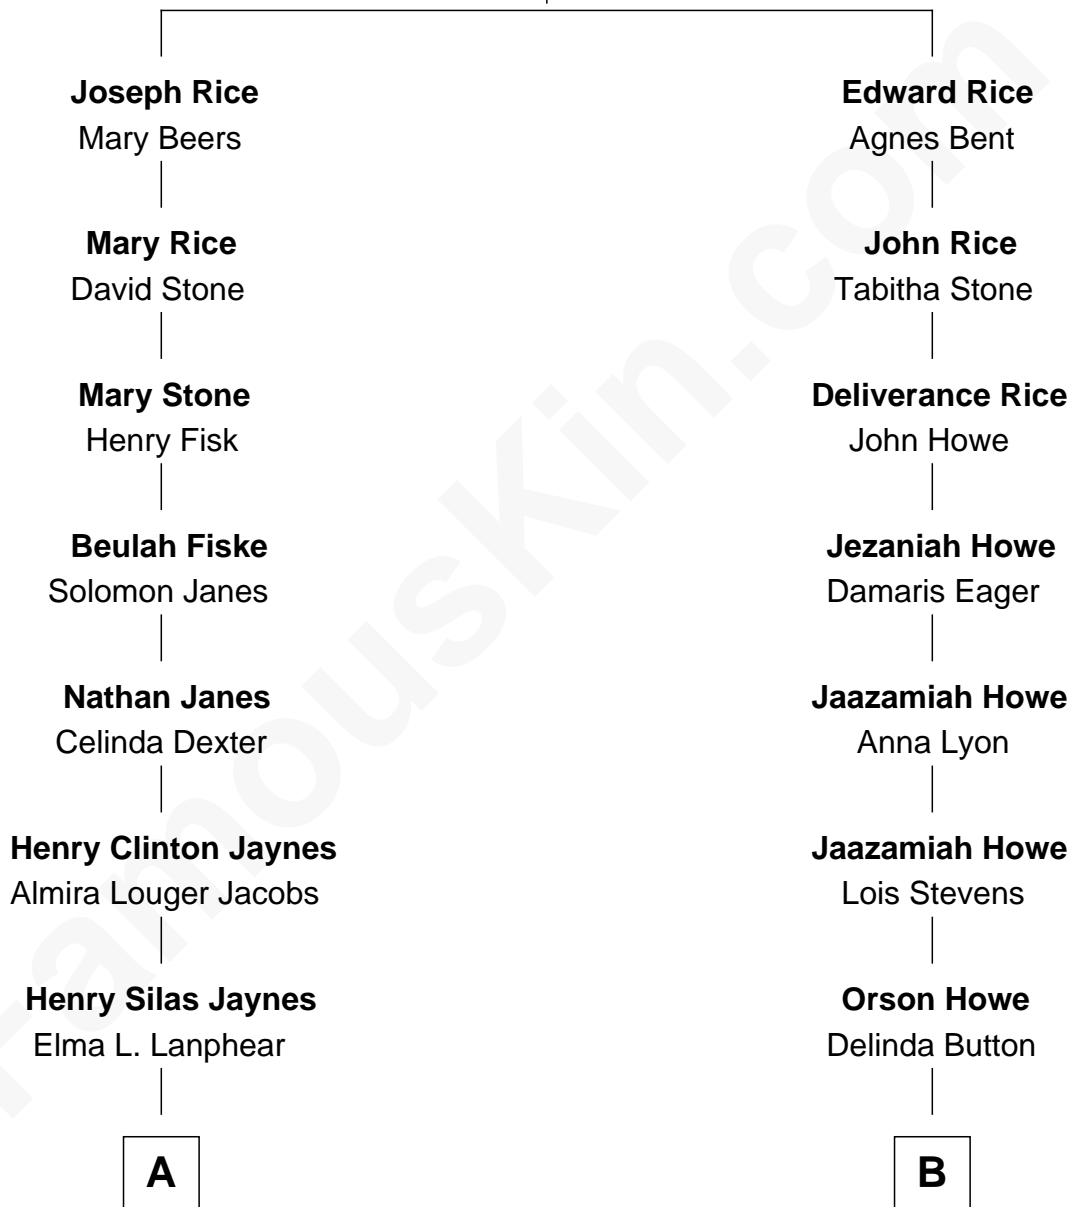 Joseph Rice
Mary Beers
Mary Rice
David Stone
Mary Stone
Henry Fisk
Beulah Fiske
Solomon Janes
Nathan Janes
Celinda Dexter
Henry Clinton Jaynes
Almira Louger Jacobs
Henry Silas Jaynes
Elma L. Lanphear
A
Edward Rice
Agnes Bent
John Rice
Tabitha Stone
Deliverance Rice
John Howe
Jezaniah Howe
Damaris Eager
Jaazamiah Howe
Anna Lyon
Jaazamiah Howe
Lois Stevens
Orson Howe
Delinda Button
B
FamousKin.com